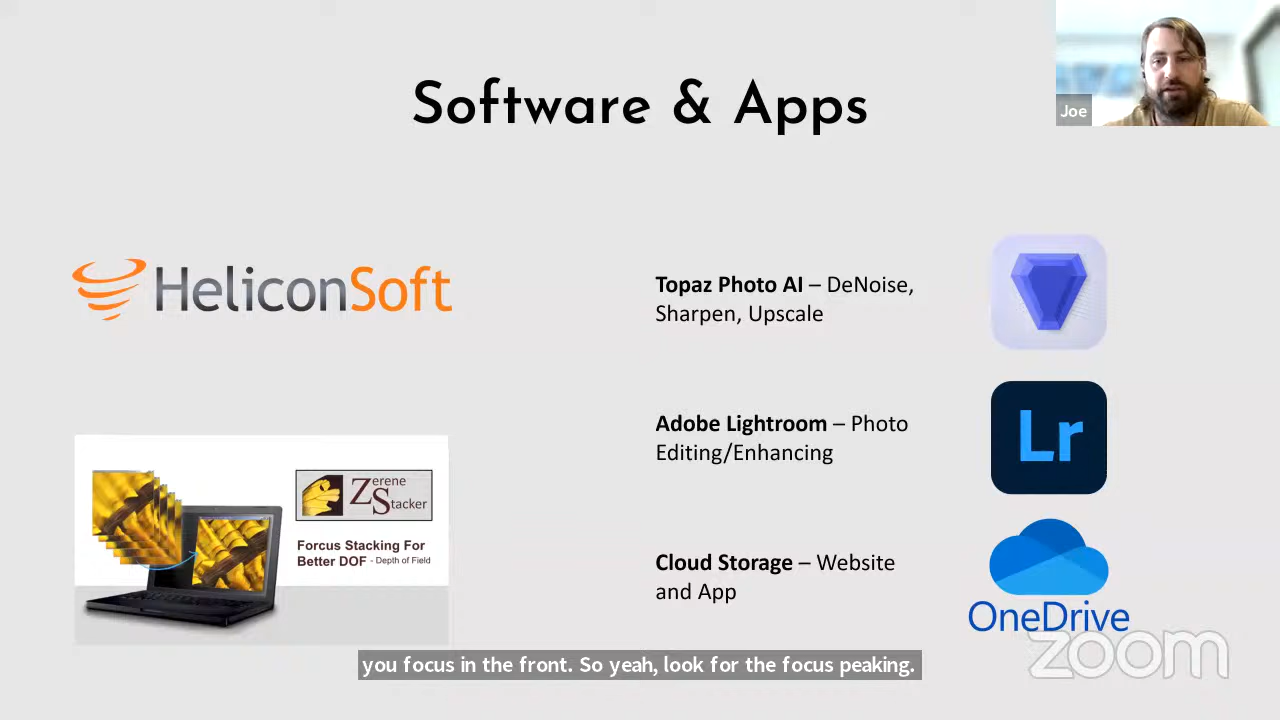 Software & Apps
Joe
HeliconSoft
Topaz Photo AI – DeNoise,
Sharpen, Upscale
Adobe Lightroom – Photo
Editing/Enhancing
Lr
Zerene
Stacker
Forcus Stacking For
Better DOF - Depth of Field
Cloud Storage – Website
and App
OneDrive
zoom
you focus in the front. So yeah, look for the focus peaking.